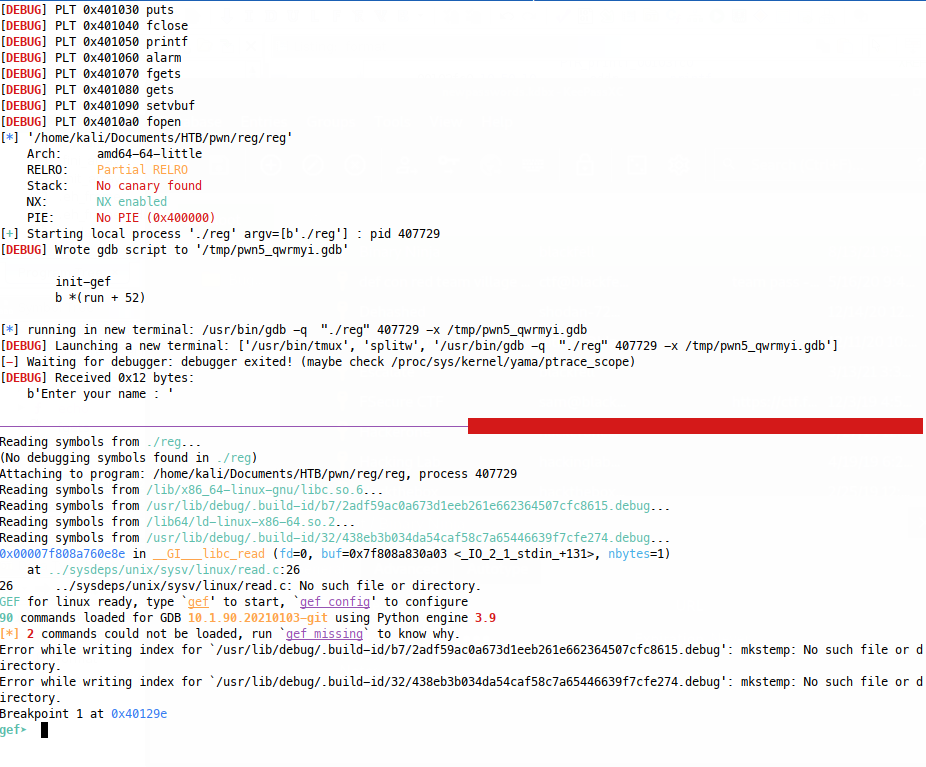 [DEBUG] PLT 0x401030 puts
[DEBUG] PLT 0x401040 fclose
[DEBUG] PLT 0x401050 printf
[DEBUG] PLT 0x401060 alarm
[DEBUG] PLT 0x401070 fgets
[DEBUG] PLT 0x401080 gets
[DEBUG] PLT 0x401090 setvbuf
[DEBUG] PLT 0x4010a0 fopen
[*] '/home/kali/Documents/HTB/pwn/reg/reg'
    Arch:     amd64-64-little
    RELRO:    Partial RELRO
    Stack:    No canary found
    NX:       NX enabled
    PIE:      No PIE (0x400000)
[+] Starting local process './reg' argv=[b'./reg'] : pid 407729
[DEBUG] Wrote gdb script to '/tmp/pwn5_qwrmyi.gdb'
        init-gef
        b *(run + 52)
[*] running in new terminal: /usr/bin/gdb -q  "./reg" 407729 -x /tmp/pwn5_qwrmyi.gdb
[DEBUG] Launching a new terminal: ['/usr/bin/tmux', 'splitw', '/usr/bin/gdb -q  "./reg" 407729 -x /tmp/pwn5_qwrmyi.gdb']
[-] Waiting for debugger: debugger exited! (maybe check /proc/sys/kernel/yama/ptrace_scope)
[DEBUG] Received 0x12 bytes:
    b'Enter your name : '
Reading symbols from ./reg...
(No debugging symbols found in ./reg)
Attaching to program: /home/kali/Documents/HTB/pwn/reg/reg, process 407729
Reading symbols from /lib/x86_64-linux-gnu/libc.so.6...
Reading symbols from /usr/lib/debug/.build-id/b7/2adf59ac0a673d1eeb261e662364507cfc8615.debug...
Reading symbols from /lib64/ld-linux-x86-64.so.2...
Reading symbols from /usr/lib/debug/.build-id/32/438eb3b034da54caf58c7a65446639f7cfe274.debug...
0x00007f808a760e8e in __GI___libc_read (fd=0, buf=0x7f808a830a03 <_IO_2_1_stdin_+131>, nbytes=1)
    at ../sysdeps/unix/sysv/linux/read.c:26
26      ../sysdeps/unix/sysv/linux/read.c: No such file or directory.
GEF for linux ready, type `gef' to start, `gef config' to configure
90 commands loaded for GDB 10.1.90.20210103-git using Python engine 3.9
[*] 2 commands could not be loaded, run `gef missing` to know why.
Error while writing index for `/usr/lib/debug/.build-id/b7/2adf59ac0a673d1eeb261e662364507cfc8615.debug': mkstemp: No such file or d
irectory.
Error while writing index for `/usr/lib/debug/.build-id/32/438eb3b034da54caf58c7a65446639f7cfe274.debug': mkstemp: No such file or d
irectory.
Breakpoint 1 at 0x40129e
gef➤